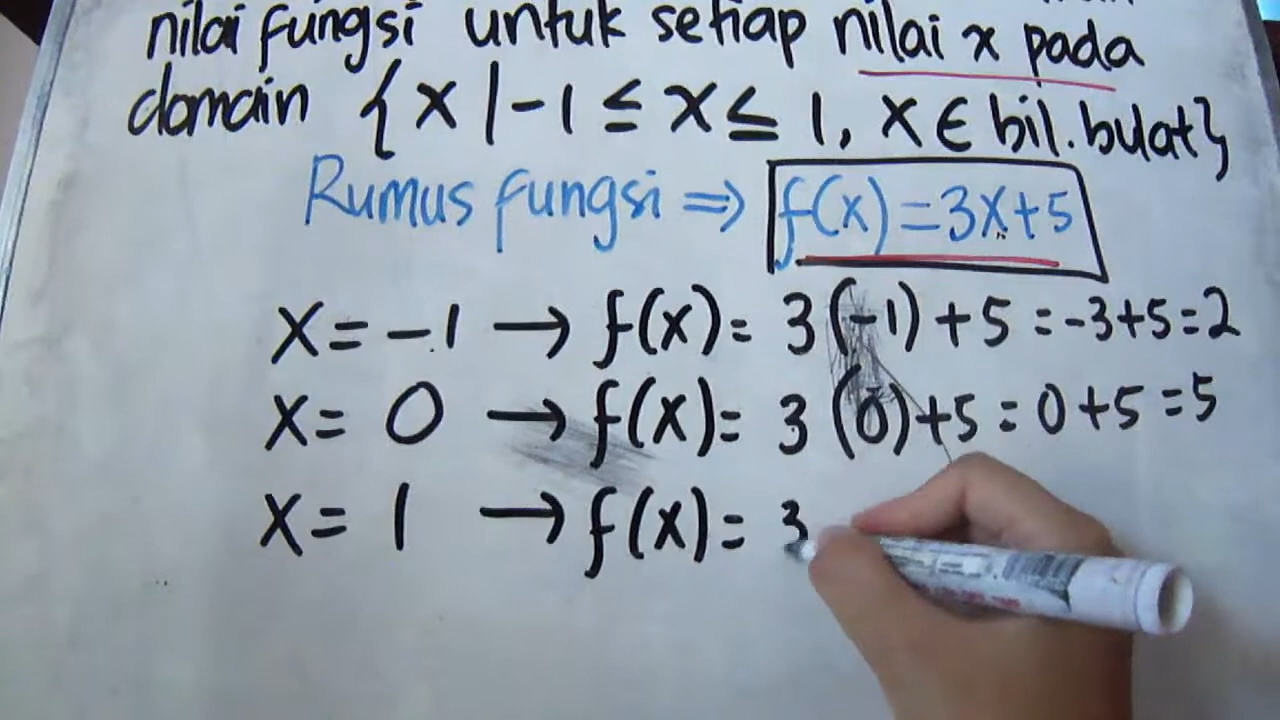 nilai fungsi untuk setiap nilai x pada
domain {x | -1 ≤ x ≤ 1, x ∈ bil. bulat}
Rumus fungsi ⇒ f(x) = 3x+5
x = -1 → f(x) = 3(-1)+5 = -3+5 = 2
x = 0 → f(x) = 3(0)+5 = 0+5 = 5
x = 1 → f(x) = 3